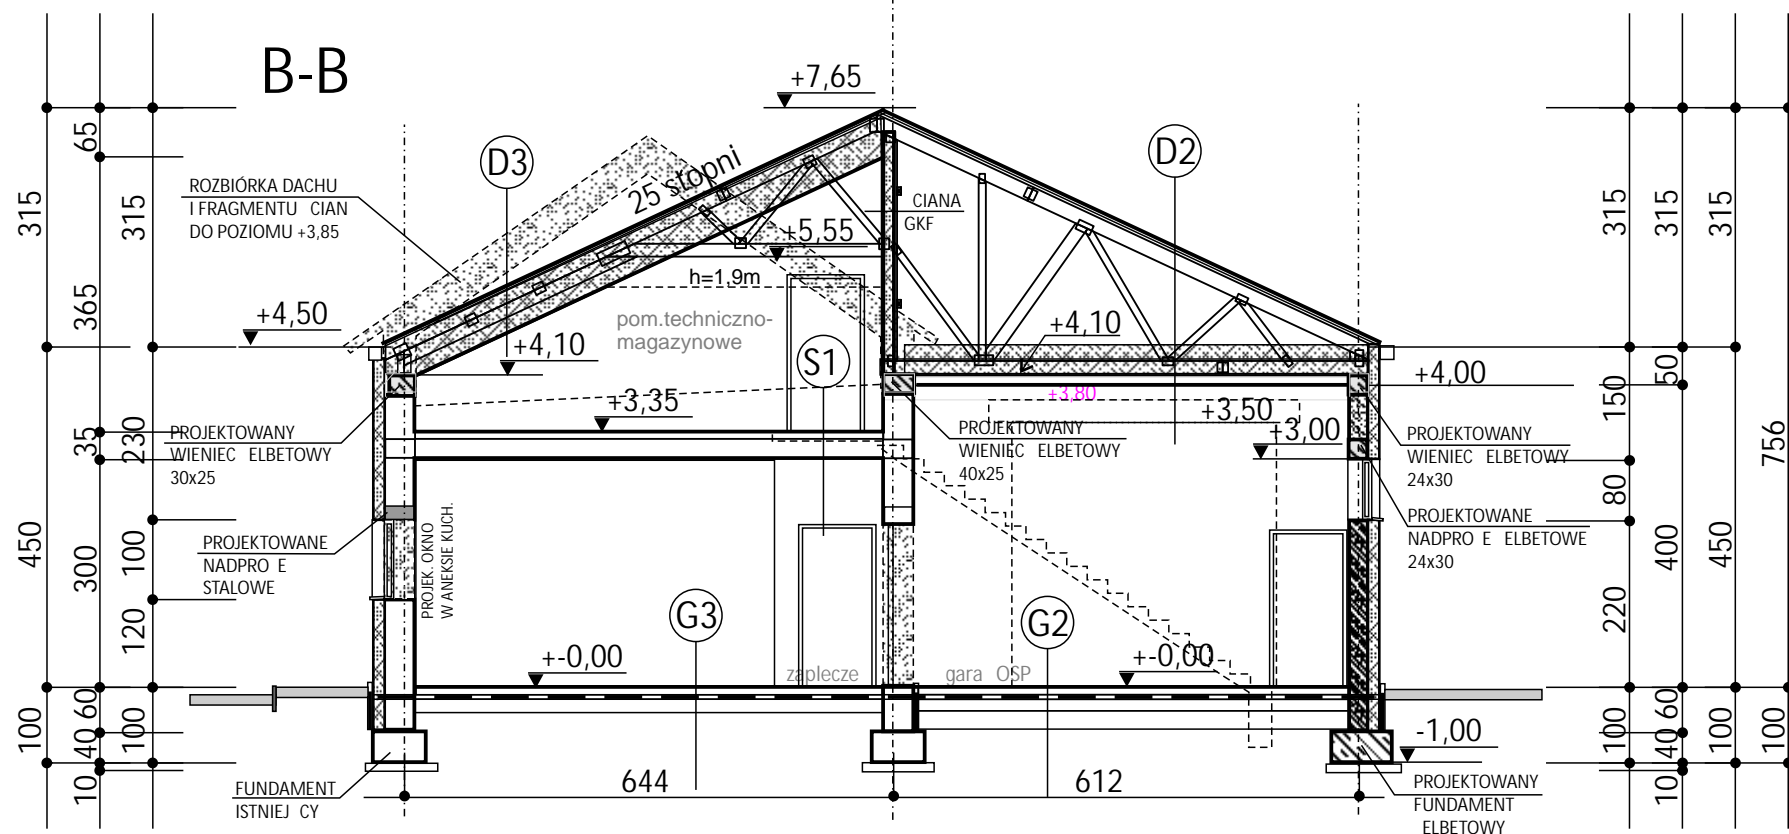 B-B
+7,65
D3
D2
25 stopni
ROZBIÓRKA DACHU
I FRAGMENTU CIAN
DO POZIOMU +3,85
CIANA
GKF
+5,55
h=1,9m
+4,50
pom.techniczno-
magazynowe
+4,10
+4,10
S1
+4,00
+3,80
+3,35
+3,50
+3,00
PROJEKTOWANY
WIENIEC ELBETOWY
30x25
PROJEKTOWANY
WIENIEC ELBETOWY
40x25
PROJEKTOWANY
WIENIEC ELBETOWY
24x30
PROJEKTOWANE
NADPRO E
STALOWE
PROJEK. OKNO
W ANEKSIE KUCH.
PROJEKTOWANE
NADPRO E ELBETOWE
24x30
G3
G2
+-0,00
+-0,00
zaplecze
gara OSP
-1,00
FUNDAMENT
ISTNIEJ CY
644
612
PROJEKTOWANY
FUNDAMENT
ELBETOWY
315
450
100
65
365
35
300
60
40
10
315
230
100
120
100
315
150
80
220
100
315
50
400
60
40
10
315
450
100
756
100